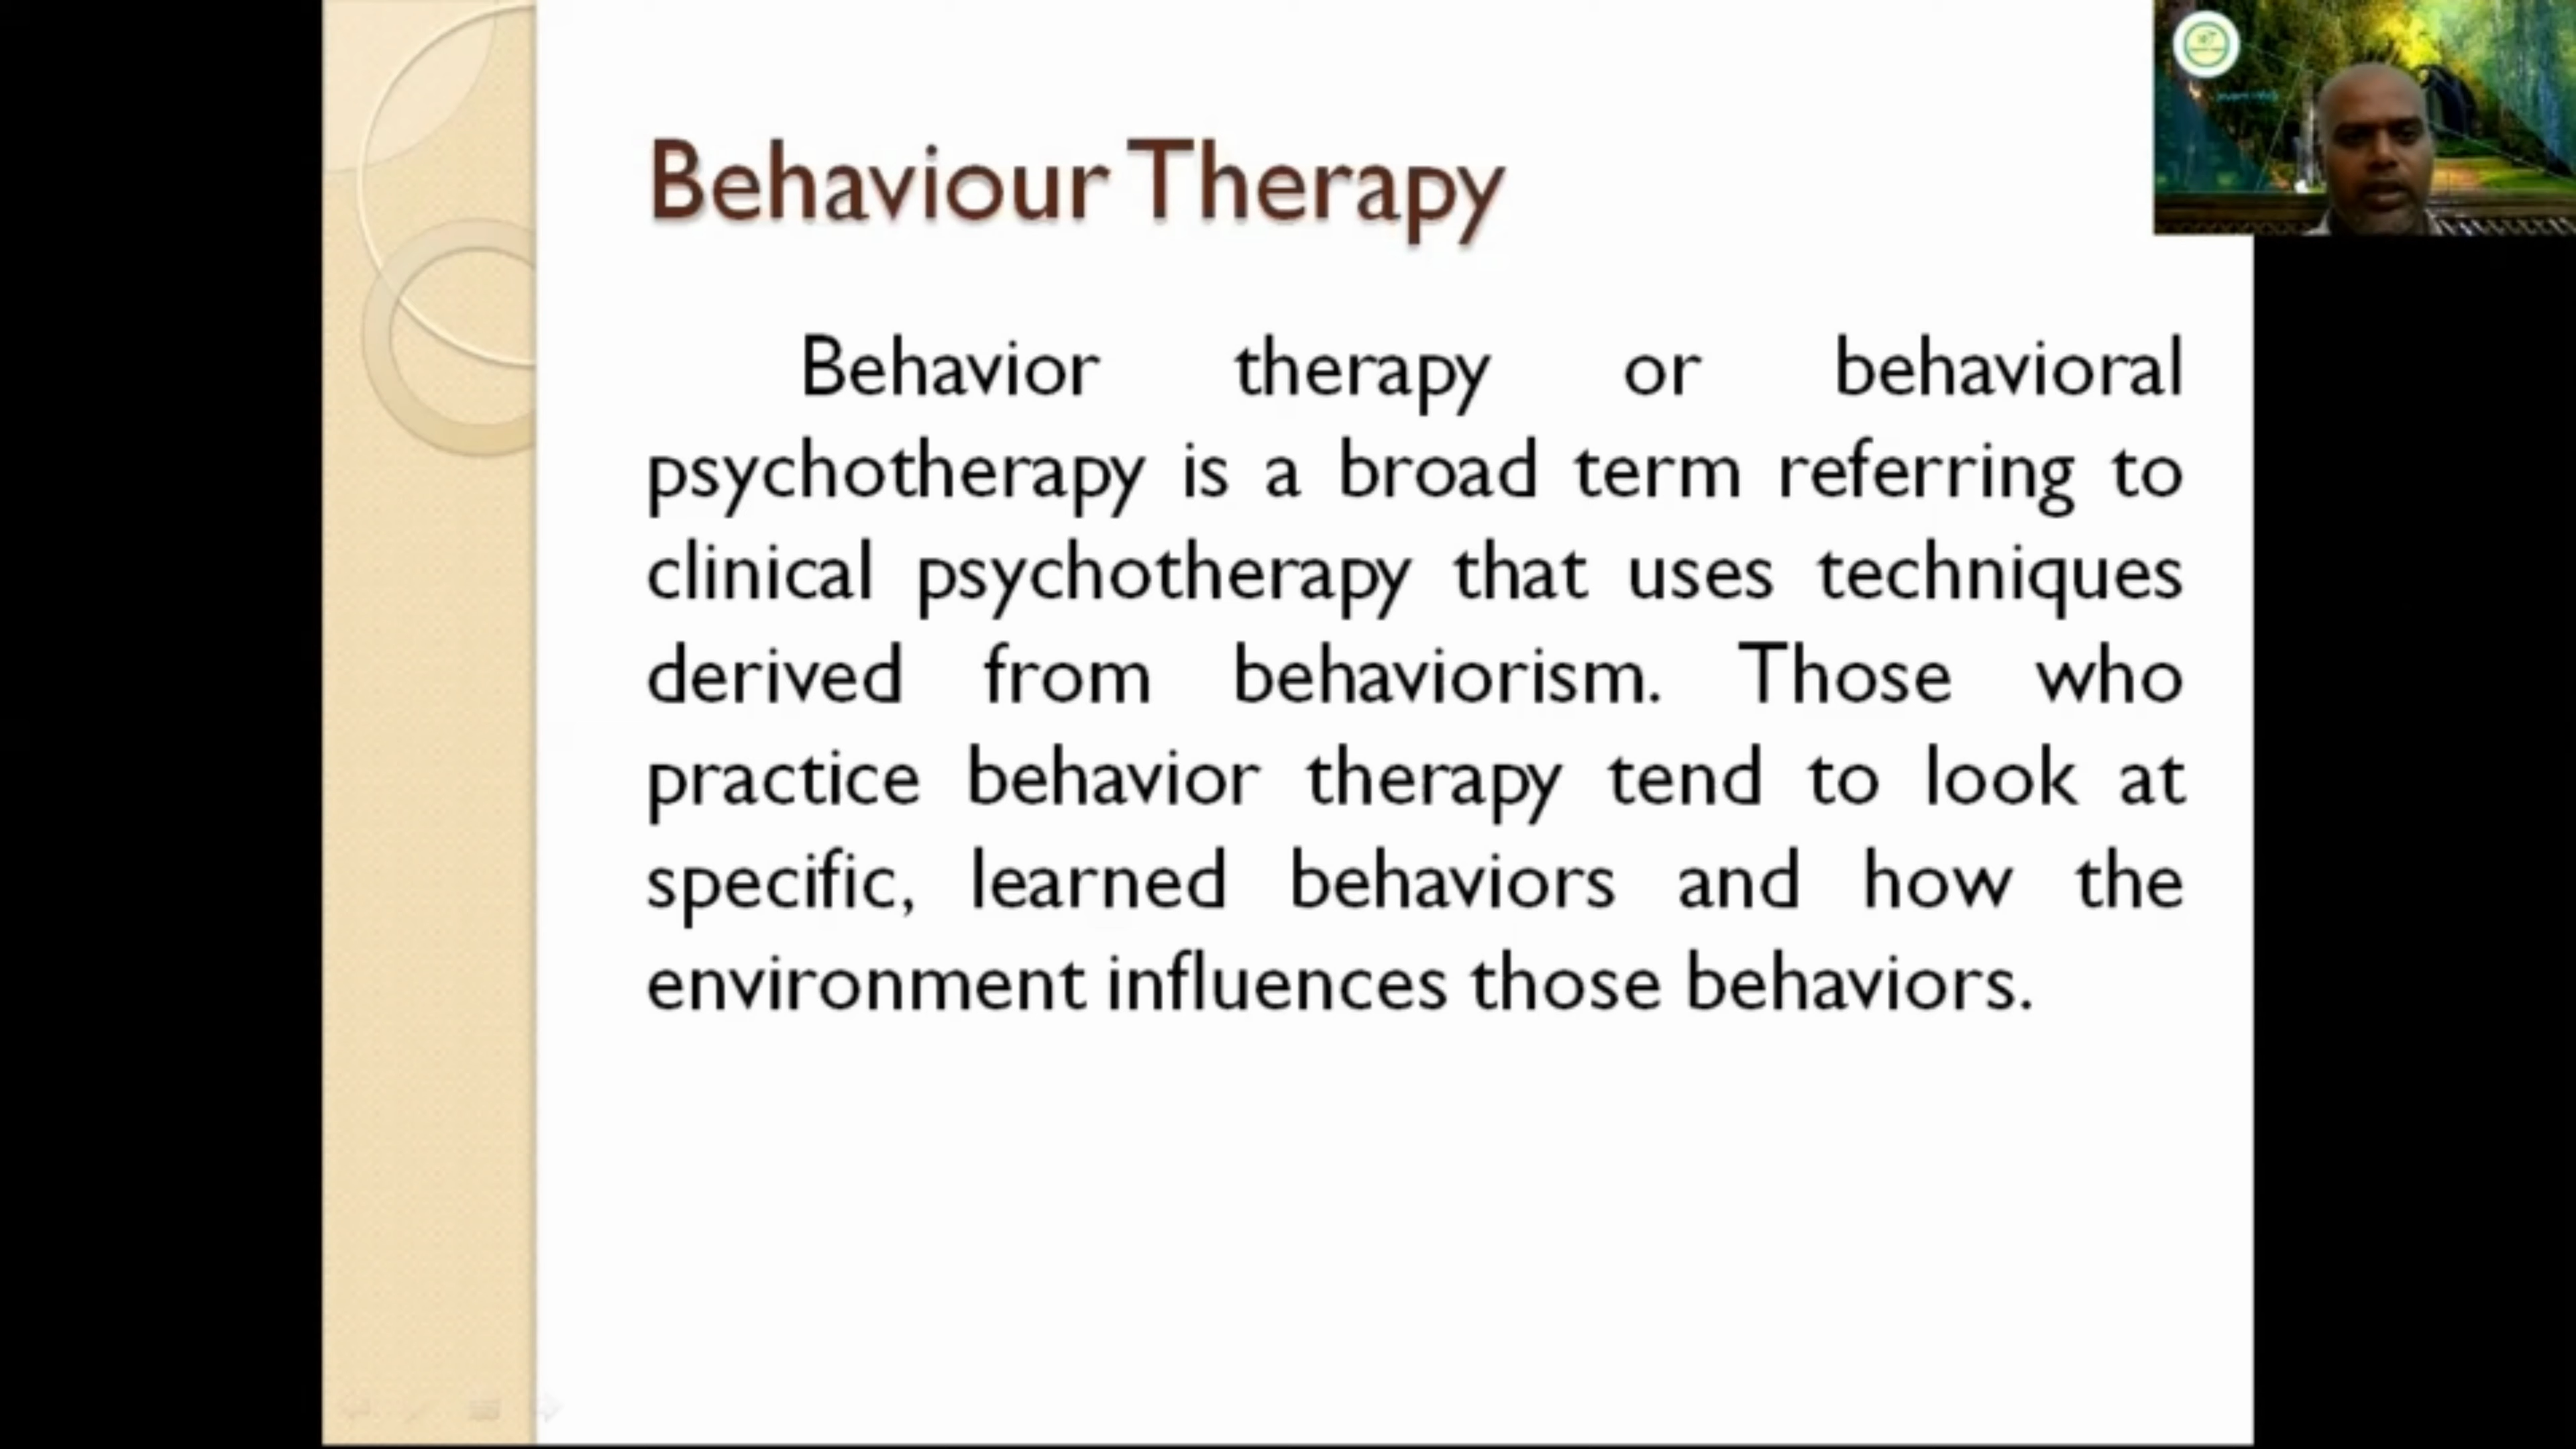 Behaviour Therapy
Behavior therapy or behavioral
psychotherapy is a broad term referring to
clinical psychotherapy that uses techniques
derived from behaviorism. Those who
practice behavior therapy tend to look at
specific, learned behaviors and how the
environment influences those behaviors.